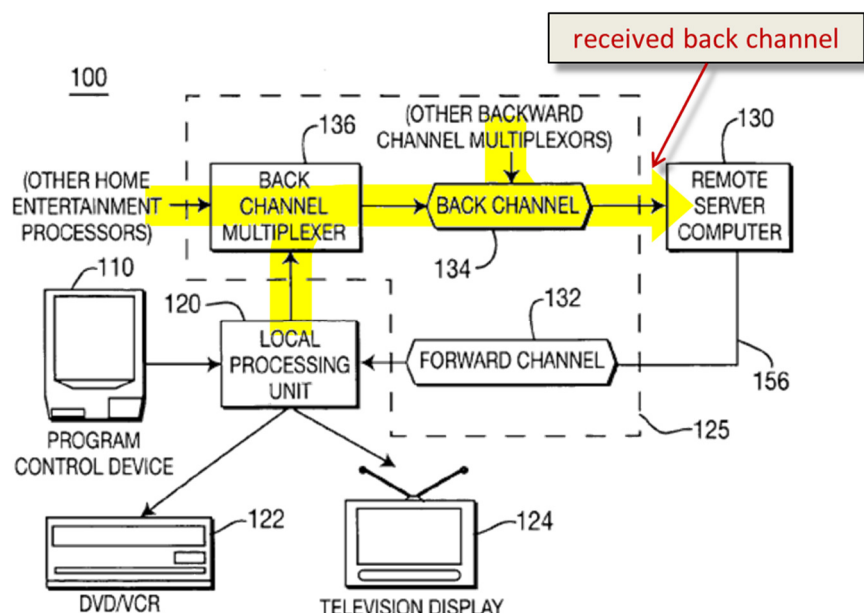 received back channel
100
(OTHER BACKWARD
CHANNEL MULTIPLEXORS)
136
130
(OTHER HOME
ENTERTAINMENT
PROCESSORS)
BACK
CHANNEL
MULTIPLEXER
BACK CHANNEL
134
REMOTE
SERVER
COMPUTER
110
120
132
LOCAL
PROCESSING
UNIT
FORWARD CHANNEL
156
125
PROGRAM
CONTROL DEVICE
122
124
DVD/VCR
TELEVISION DISPLAY